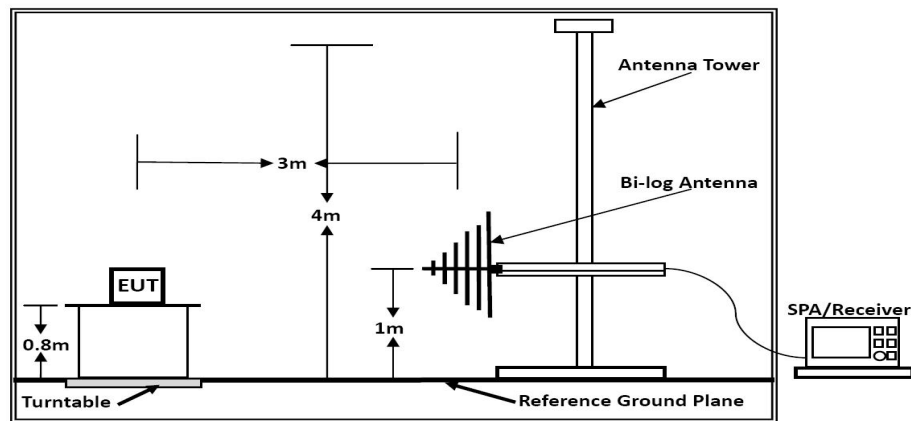 Antenna Tower
3m
Bi-log Antenna
4m
EUT
SPA/Receiver
1m
0.8m
Turntable
Reference Ground Plane